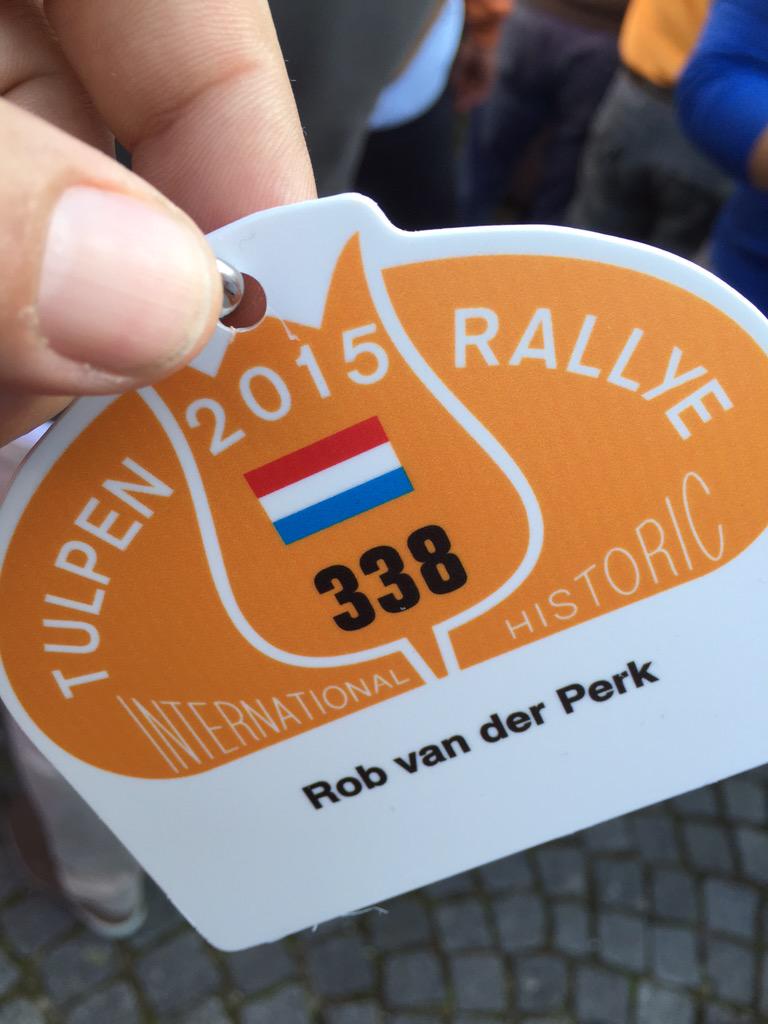 TULPEN 2015 RALLYE
338
INTERNATIONAL HISTORIC
Rob van der Perk